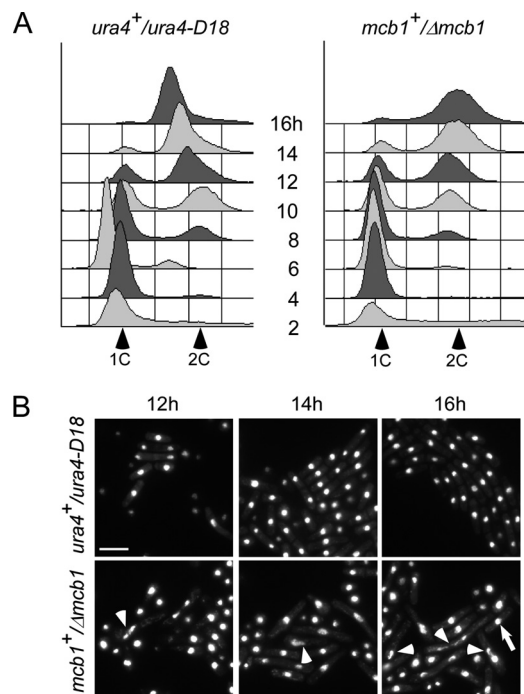 A
ura4+/ura4-D18 mcb1+/Δmcb1
16h
14
12
10
8
6
4
2
1C 2C 1C 2C
B
12h 14h 16h
ura4+/ura4-D18
mcb1+/Δmcb1